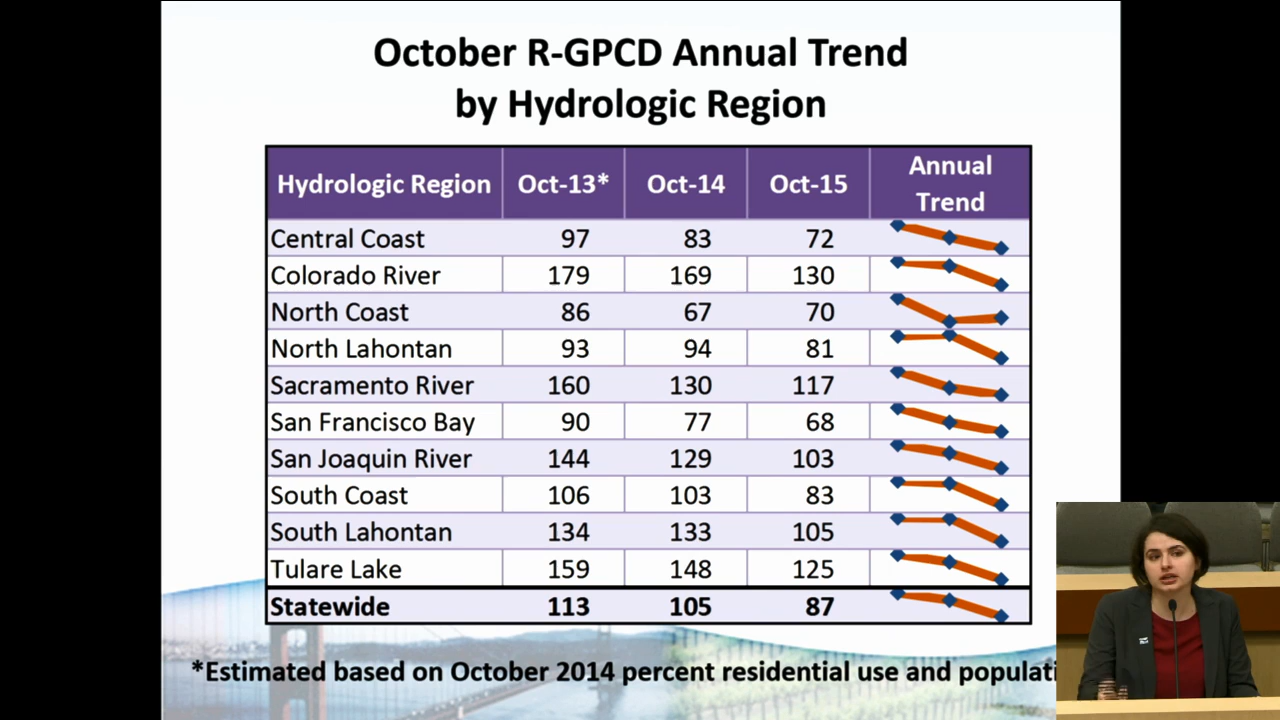 October R-GPCD Annual Trend
by Hydrologic Region
Hydrologic Region Oct-13* Oct-14 Oct-15 Annual Trend
Central Coast 97 83 72
Colorado River 179 169 130
North Coast 86 67 70
North Lahontan 93 94 81
Sacramento River 160 130 117
San Francisco Bay 90 77 68
San Joaquin River 144 129 103
South Coast 106 103 83
South Lahontan 134 133 105
Tulare Lake 159 148 125
Statewide 113 105 87
*Estimated based on October 2014 percent residential use and populati